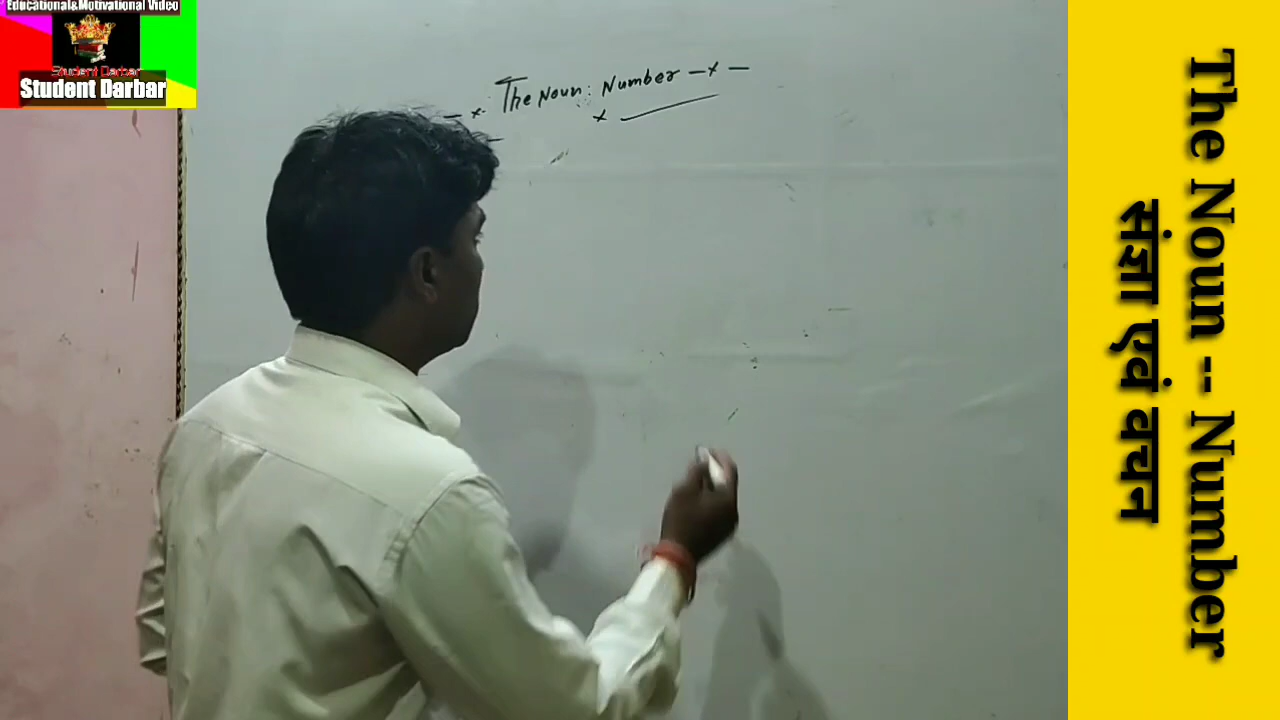 Educational&Motivational Video
Student Darbar
Student Darbar
The Noun: Number
The Noun -- Number
संज्ञा एवं वचन